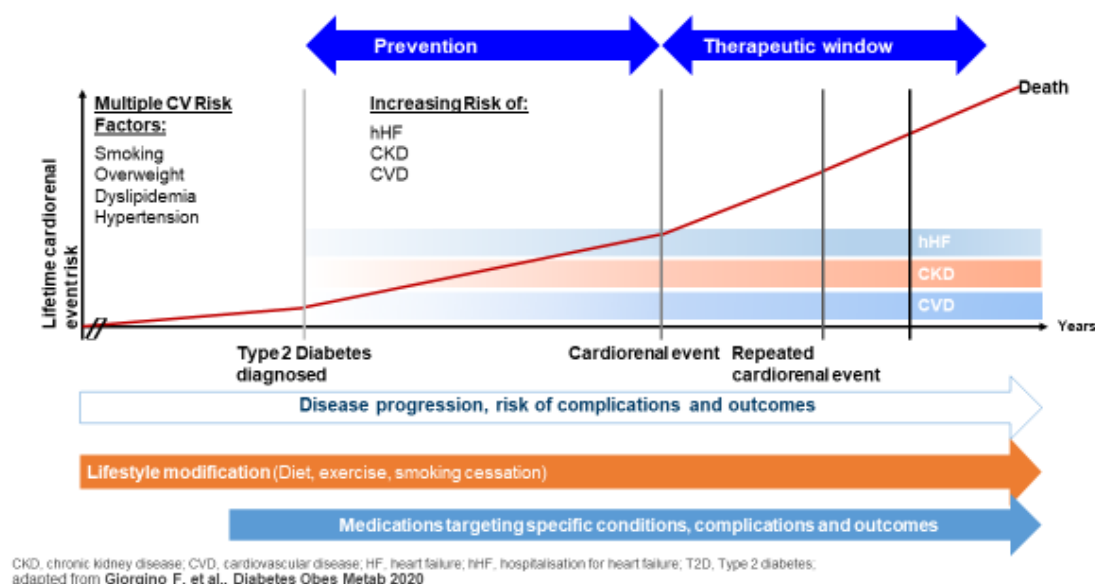 Prevention
Therapeutic window
Multiple CV Risk
Factors:
Smoking
Overweight
Dyslipidemia
Hypertension
Increasing Risk of:
hHF
CKD
CVD
Death
Lifetime cardiorenal
event risk
hHF
CKD
CVD
Years
Type 2 Diabetes
diagnosed
Cardiorenal event
Repeated
cardiorenal event
Disease progression, risk of complications and outcomes
Lifestyle modification (Diet, exercise, smoking cessation)
Medications targeting specific conditions, complications and outcomes
CKD, chronic kidney disease; CVD, cardiovascular disease; HF, heart failure; hHF, hospitalisation for heart failure; T2D, Type 2 diabetes;
adapted from Giorgino F, et al., Diabetes Obes Metab 2020